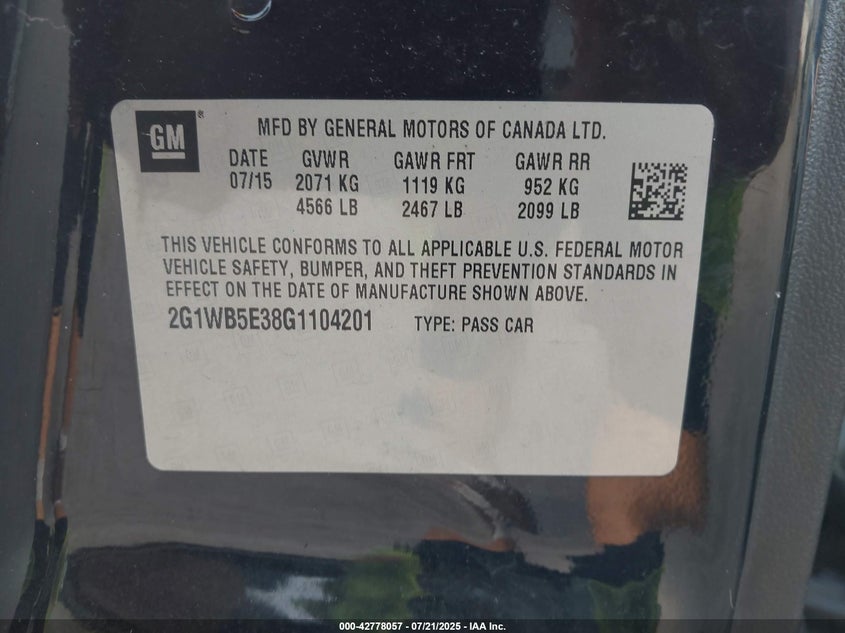 GM ®
MFD BY GENERAL MOTORS OF CANADA LTD.
DATE GVWR GAWR FRT GAWR RR
07/15 2071 KG 1119 KG 952 KG
4566 LB 2467 LB 2099 LB
THIS VEHICLE CONFORMS TO ALL APPLICABLE U.S. FEDERAL MOTOR
VEHICLE SAFETY, BUMPER, AND THEFT PREVENTION STANDARDS IN
EFFECT ON THE DATE OF MANUFACTURE SHOWN ABOVE.
2G1WB5E38G1104201 TYPE: PASS CAR
000-42778057 - 07/21/2025 - IAA Inc.